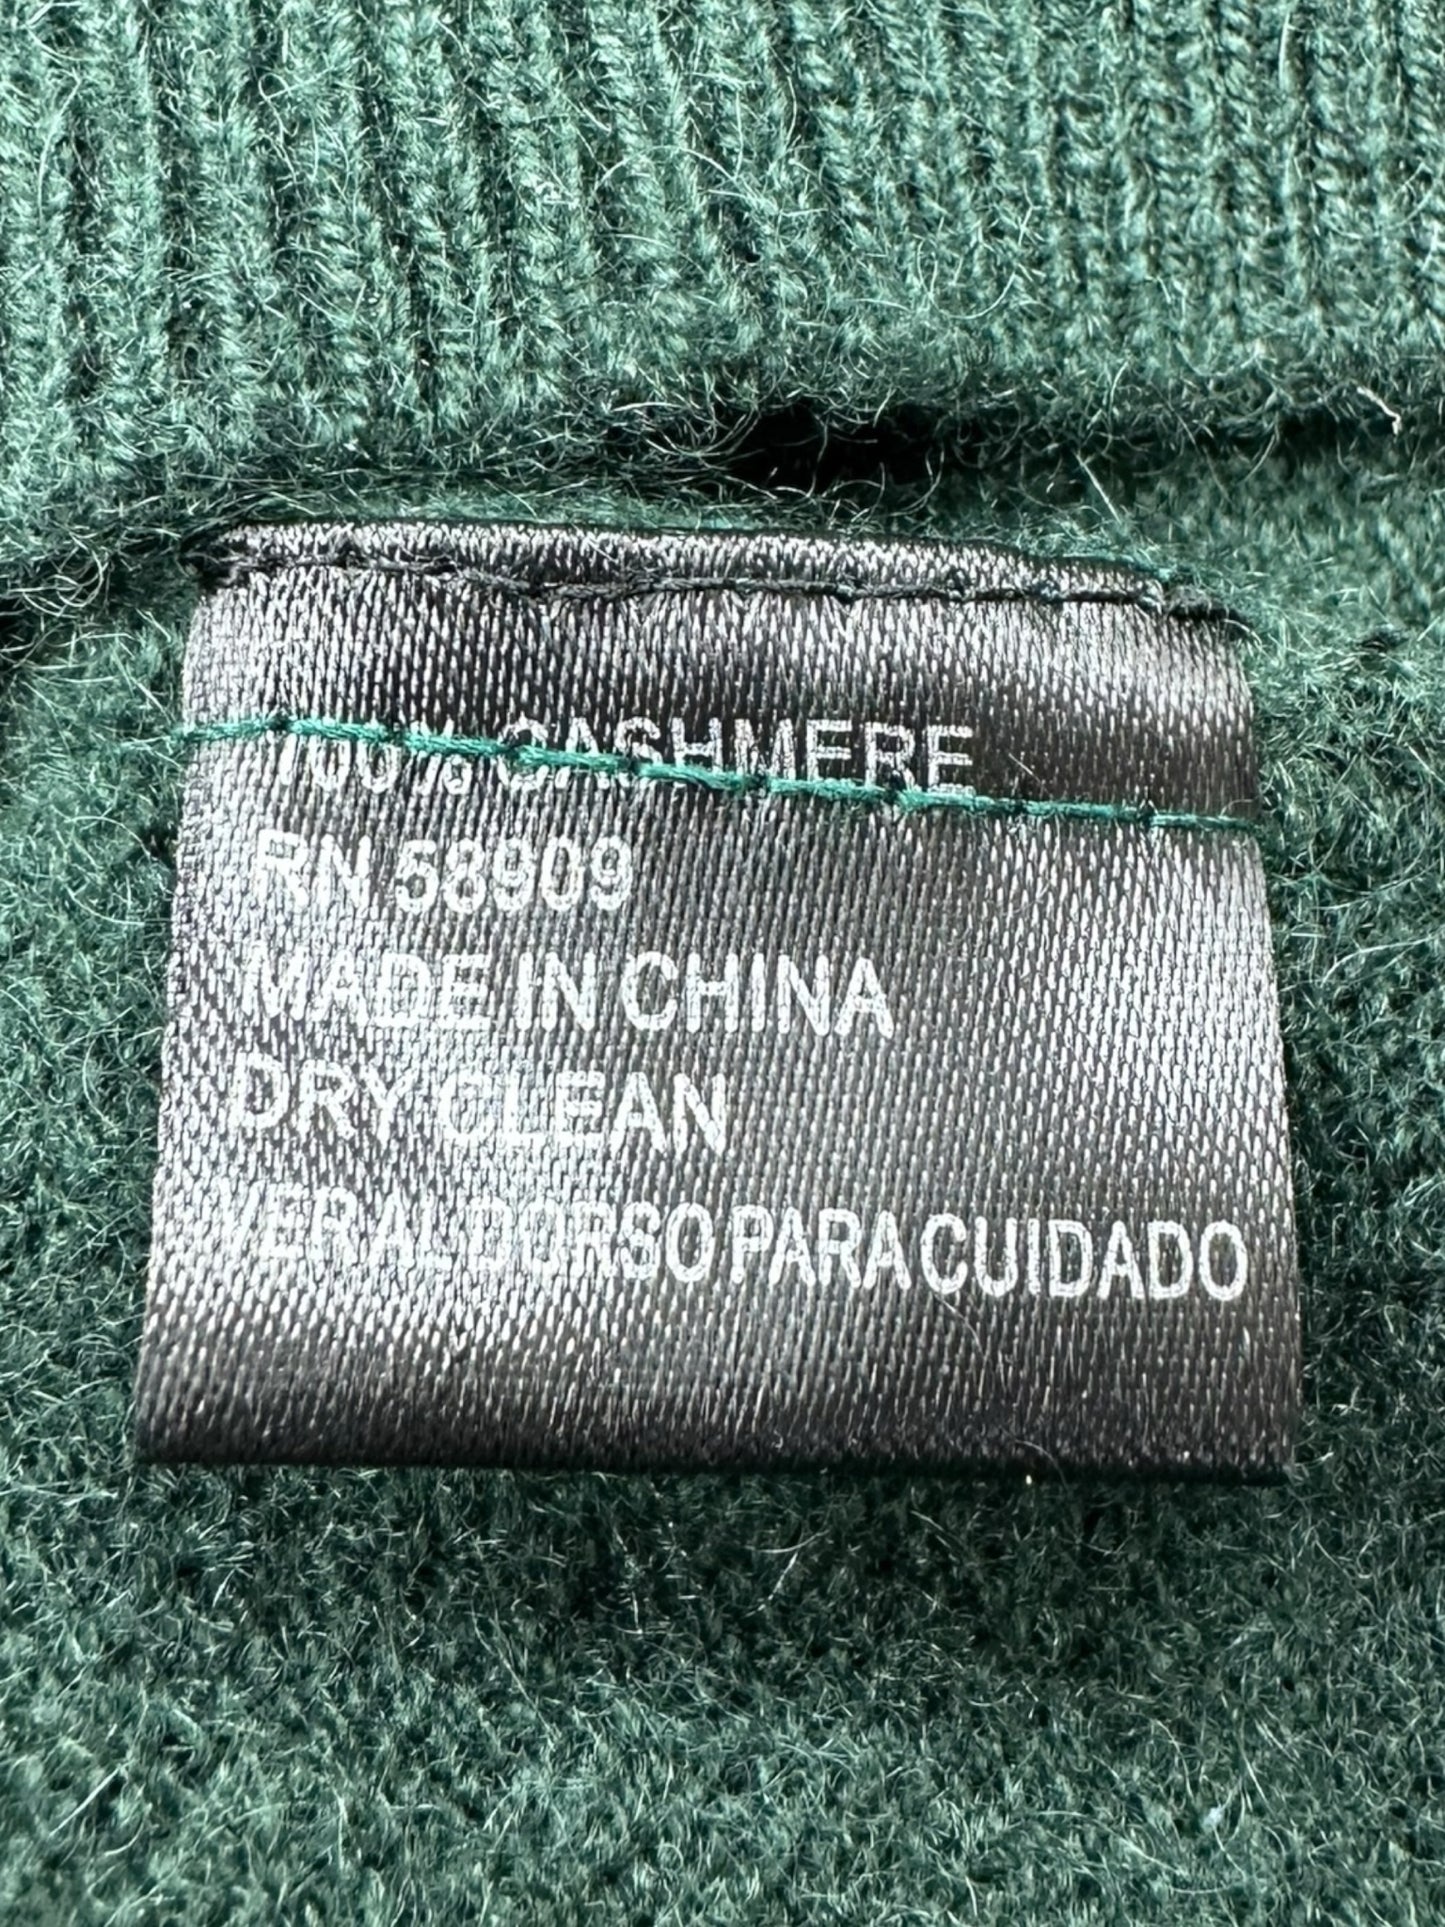 100% CASHMERE
RN 58909
MADE IN CHINA
DRY CLEAN
VER AL DORSO PARA CUIDADO